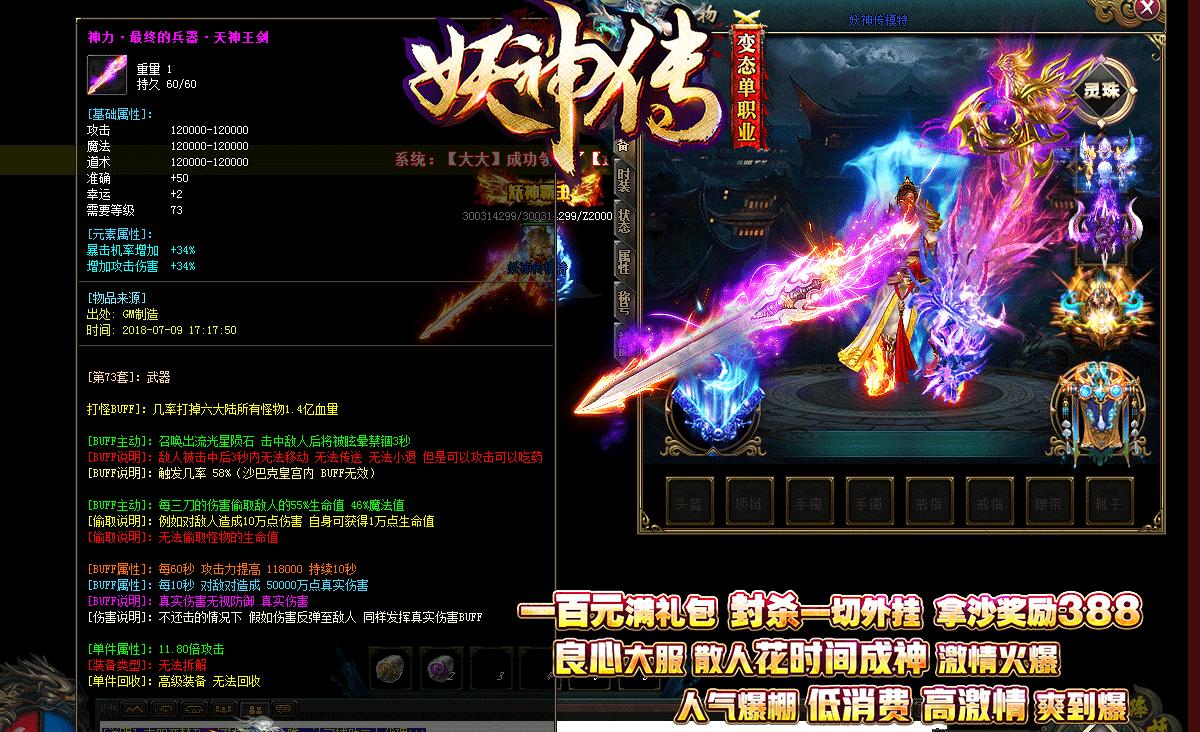 神力·最终的兵器·天神王剑
重量 1
持久 60/60
[基础属性]:
攻击 120000-120000
魔法 120000-120000
道术 120000-120000
准确 +50
幸运 +2
需要等级 73
[元素属性]:
暴击机率增加 +34%
增加攻击伤害 +34%
[物品来源]
出处: GM制造
时间: 2018-07-09 17:17:50
[第73套]: 武器
打怪BUFF]: 几率打掉六大陆所有怪物1.4亿血量
[BUFF主动]: 召唤出流光星陨石 击中敌人后将被眩晕禁锢3秒
[BUFF说明]: 敌人被击中后3秒内无法移动 无法传送 无法小退 但是可以攻击可以吃药
[BUFF说明]: 触发几率 58%(沙巴克皇宫内 BUFF无效)
[BUFF主动]: 每三刀的伤害偷取敌人的55%生命值 46%魔法值
[偷取说明]: 例如对敌人造成10万点伤害 自身可获得1万点生命值
[偷取说明]: 无法偷取怪物的生命值
[BUFF属性]: 每60秒 攻击力提高 118000 持续10秒
[BUFF属性]: 每10秒 对敌对造成 50000万点真实伤害
[BUFF说明]: 真实伤害无视防御 真实伤害
[伤害说明]: 不还击的情况下 假如伤害反弹至敌人 同样发挥真实伤害BUFF
[单件属性]: 11.80倍攻击
[装备类型]: 无法拆解
[单件回收]: 高级装备 无法回收
妖神传
变态单职业
系统:【大大】成功
妖神霸
300314299/30031 299/Z2000
物
妖神传模特
备
时装
状态
属性
称号
灵珠
头盔 项链 手镯 手镯 戒指 戒指 腰带 靴子
2 3
一百元满礼包 封杀一切外挂 拿沙奖励388
良心大服 散人花时间成神 激情火爆
人气爆棚 低消费 高激情 爽到爆